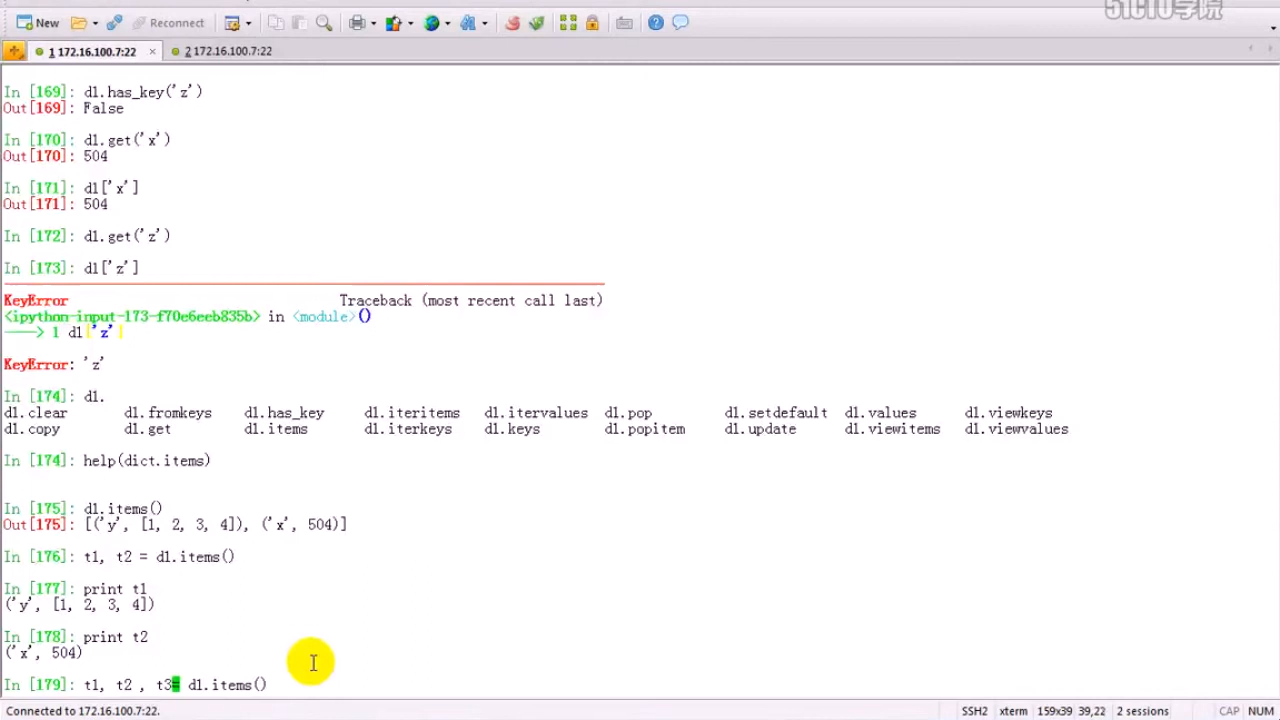 51CTO学院
New
Reconnect
1 172.16.100.7:22 × 2 172.16.100.7:22
In [169]: d1.has_key('z')
Out[169]: False
In [170]: d1.get('x')
Out[170]: 504
In [171]: d1['x']
Out[171]: 504
In [172]: d1.get('z')
In [173]: d1['z']
KeyError Traceback (most recent call last)
<ipython-input-173-f70e6eeb835b> in <module>()
----> 1 d1['z']
KeyError: 'z'
In [174]: d1.
d1.clear d1.fromkeys d1.has_key d1.iteritems d1.itervalues d1.pop d1.setdefault d1.values d1.viewkeys
d1.copy d1.get d1.items d1.iterkeys d1.keys d1.popitem d1.update d1.viewitems d1.viewvalues
In [174]: help(dict.items)
In [175]: d1.items()
Out[175]: [('y', [1, 2, 3, 4]), ('x', 504)]
In [176]: t1, t2 = d1.items()
In [177]: print t1
('y', [1, 2, 3, 4])
In [178]: print t2
('x', 504)
In [179]: t1, t2 , t3= d1.items()
Connected to 172.16.100.7:22. SSH2 xterm 159x39 39,22 2 sessions CAP NUM